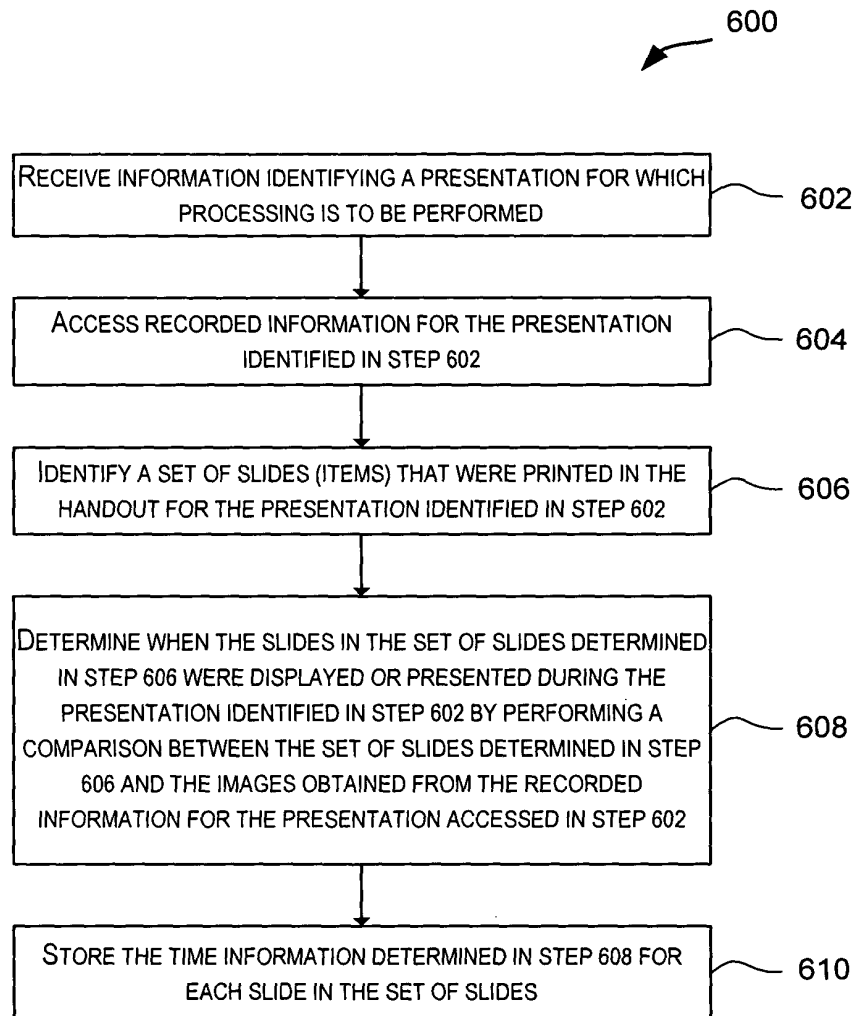 600
RECEIVE INFORMATION IDENTIFYING A PRESENTATION FOR WHICH
PROCESSING IS TO BE PERFORMED
602
ACCESS RECORDED INFORMATION FOR THE PRESENTATION
IDENTIFIED IN STEP 602
604
IDENTIFY A SET OF SLIDES (ITEMS) THAT WERE PRINTED IN THE
HANDOUT FOR THE PRESENTATION IDENTIFIED IN STEP 602
606
DETERMINE WHEN THE SLIDES IN THE SET OF SLIDES DETERMINED
IN STEP 606 WERE DISPLAYED OR PRESENTED DURING THE
PRESENTATION IDENTIFIED IN STEP 602 BY PERFORMING A
COMPARISON BETWEEN THE SET OF SLIDES DETERMINED IN STEP
606 AND THE IMAGES OBTAINED FROM THE RECORDED
INFORMATION FOR THE PRESENTATION ACCESSED IN STEP 602
608
STORE THE TIME INFORMATION DETERMINED IN STEP 608 FOR
EACH SLIDE IN THE SET OF SLIDES
610